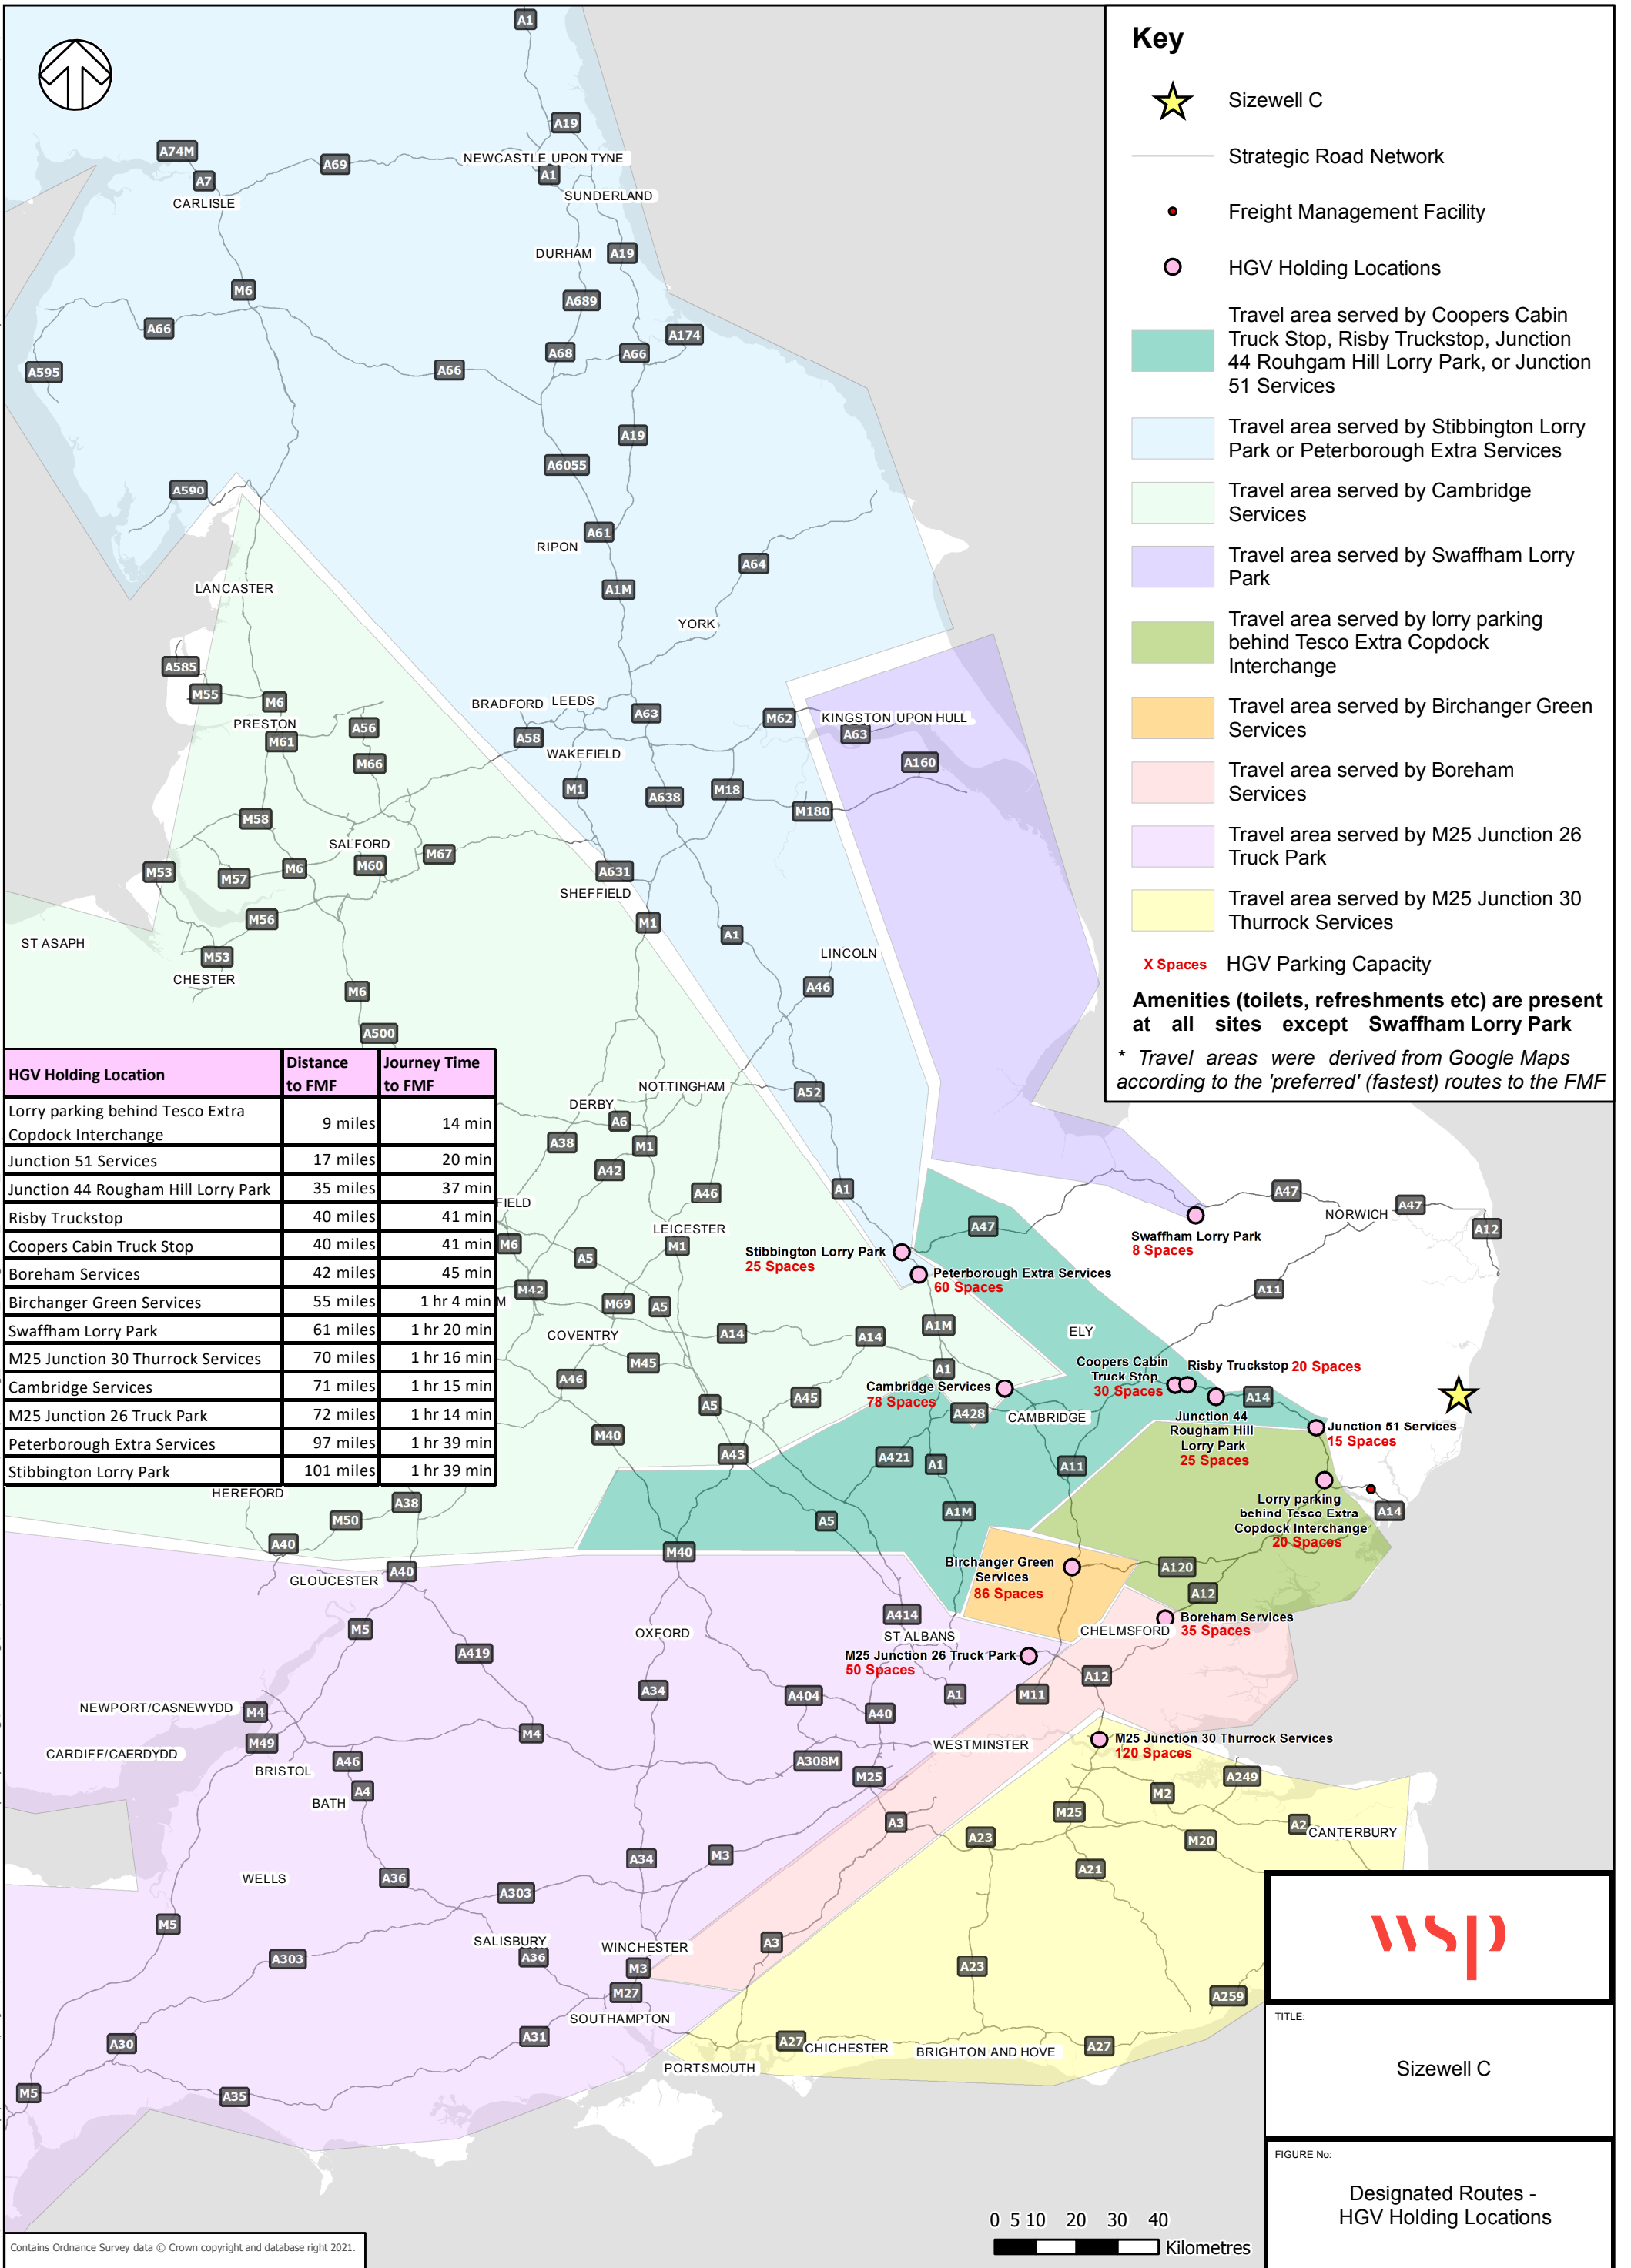 A1
A19
A74M
A69
NEWCASTLE UPON TYNE
A7
A1
CARLISLE
SUNDERLAND
DURHAM
A19
M6
A689
A66
A174
A68
A66
A595
A66
A19
A6055
A590
A61
RIPON
A64
LANCASTER
A1M
YORK
A585
M55
M6
BRADFORD
LEEDS
A63
M62
KINGSTON UPON HULL
PRESTON
A56
A63
M61
A58
WAKEFIELD
M66
A160
M1
A638
M18
M180
M58
SALFORD
M67
M53
M57
M6
M60
A631
SHEFFIELD
M56
M1
A1
ST ASAPH
M53
LINCOLN
CHESTER
M6
A46
A500
NOTTINGHAM
A52
DERBY
A6
A38
M1
A42
A46
A1
FIELD
LEICESTER
M1
M6
A5
A47
A47
A47
NORWICH
A12
Swaffham Lorry Park
8 Spaces
Stibbington Lorry Park
25 Spaces
Peterborough Extra Services
60 Spaces
M42
M
M69
A5
A11
A1M
COVENTRY
A14
A14
ELY
M45
A1
A46
A45
A5
Cambridge Services
78 Spaces
A428
CAMBRIDGE
Coopers Cabin
Truck Stop
30 Spaces
Risby Truckstop 20 Spaces
A14
Junction 44
Rougham Hill
Lorry Park
25 Spaces
Junction 51 Services
15 Spaces
M40
A43
A421
A1
A11
HEREFORD
A38
M50
A5
A1M
Lorry parking
behind Tesco Extra
Copdock Interchange
20 Spaces
A14
A40
M40
GLOUCESTER
A40
Birchanger Green
Services
86 Spaces
A120
A12
M5
A414
OXFORD
ST ALBANS
CHELMSFORD
Boreham Services
35 Spaces
A419
M25 Junction 26 Truck Park
50 Spaces
A12
A34
A404
A1
M11
NEWPORT/CASNEWYDD
M4
A40
M49
M4
WESTMINSTER
M25 Junction 30 Thurrock Services
120 Spaces
CARDIFF/CAERDYDD
A46
A308M
BRISTOL
M25
A249
A4
M2
BATH
A3
M25
A2
CANTERBURY
A23
M20
A34
M3
A21
WELLS
A36
A303
M5
SALISBURY
WINCHESTER
A3
A303
A36
M3
A23
M27
A259
SOUTHAMPTON
A30
A31
A27
CHICHESTER
BRIGHTON AND HOVE
A27
PORTSMOUTH
M5
A35
HGV Holding Location Distance to FMF Journey Time to FMF
Lorry parking behind Tesco Extra Copdock Interchange 9 miles 14 min
Junction 51 Services 17 miles 20 min
Junction 44 Rougham Hill Lorry Park 35 miles 37 min
Risby Truckstop 40 miles 41 min
Coopers Cabin Truck Stop 40 miles 41 min
Boreham Services 42 miles 45 min
Birchanger Green Services 55 miles 1 hr 4 min
Swaffham Lorry Park 61 miles 1 hr 20 min
M25 Junction 30 Thurrock Services 70 miles 1 hr 16 min
Cambridge Services 71 miles 1 hr 15 min
M25 Junction 26 Truck Park 72 miles 1 hr 14 min
Peterborough Extra Services 97 miles 1 hr 39 min
Stibbington Lorry Park 101 miles 1 hr 39 min
Key
Sizewell C
Strategic Road Network
Freight Management Facility
HGV Holding Locations
Travel area served by Coopers Cabin
Truck Stop, Risby Truckstop, Junction
44 Rouhgam Hill Lorry Park, or Junction
51 Services
Travel area served by Stibbington Lorry
Park or Peterborough Extra Services
Travel area served by Cambridge
Services
Travel area served by Swaffham Lorry
Park
Travel area served by lorry parking
behind Tesco Extra Copdock
Interchange
Travel area served by Birchanger Green
Services
Travel area served by Boreham
Services
Travel area served by M25 Junction 26
Truck Park
Travel area served by M25 Junction 30
Thurrock Services
X Spaces HGV Parking Capacity
Amenities (toilets, refreshments etc) are present
at all sites except Swaffham Lorry Park
* Travel areas were derived from Google Maps
according to the 'preferred' (fastest) routes to the FMF
wsp
TITLE:
Sizewell C
FIGURE No:
Designated Routes -
HGV Holding Locations
0 5 10 20 30 40
Kilometres
Contains Ordnance Survey data © Crown copyright and database right 2021.